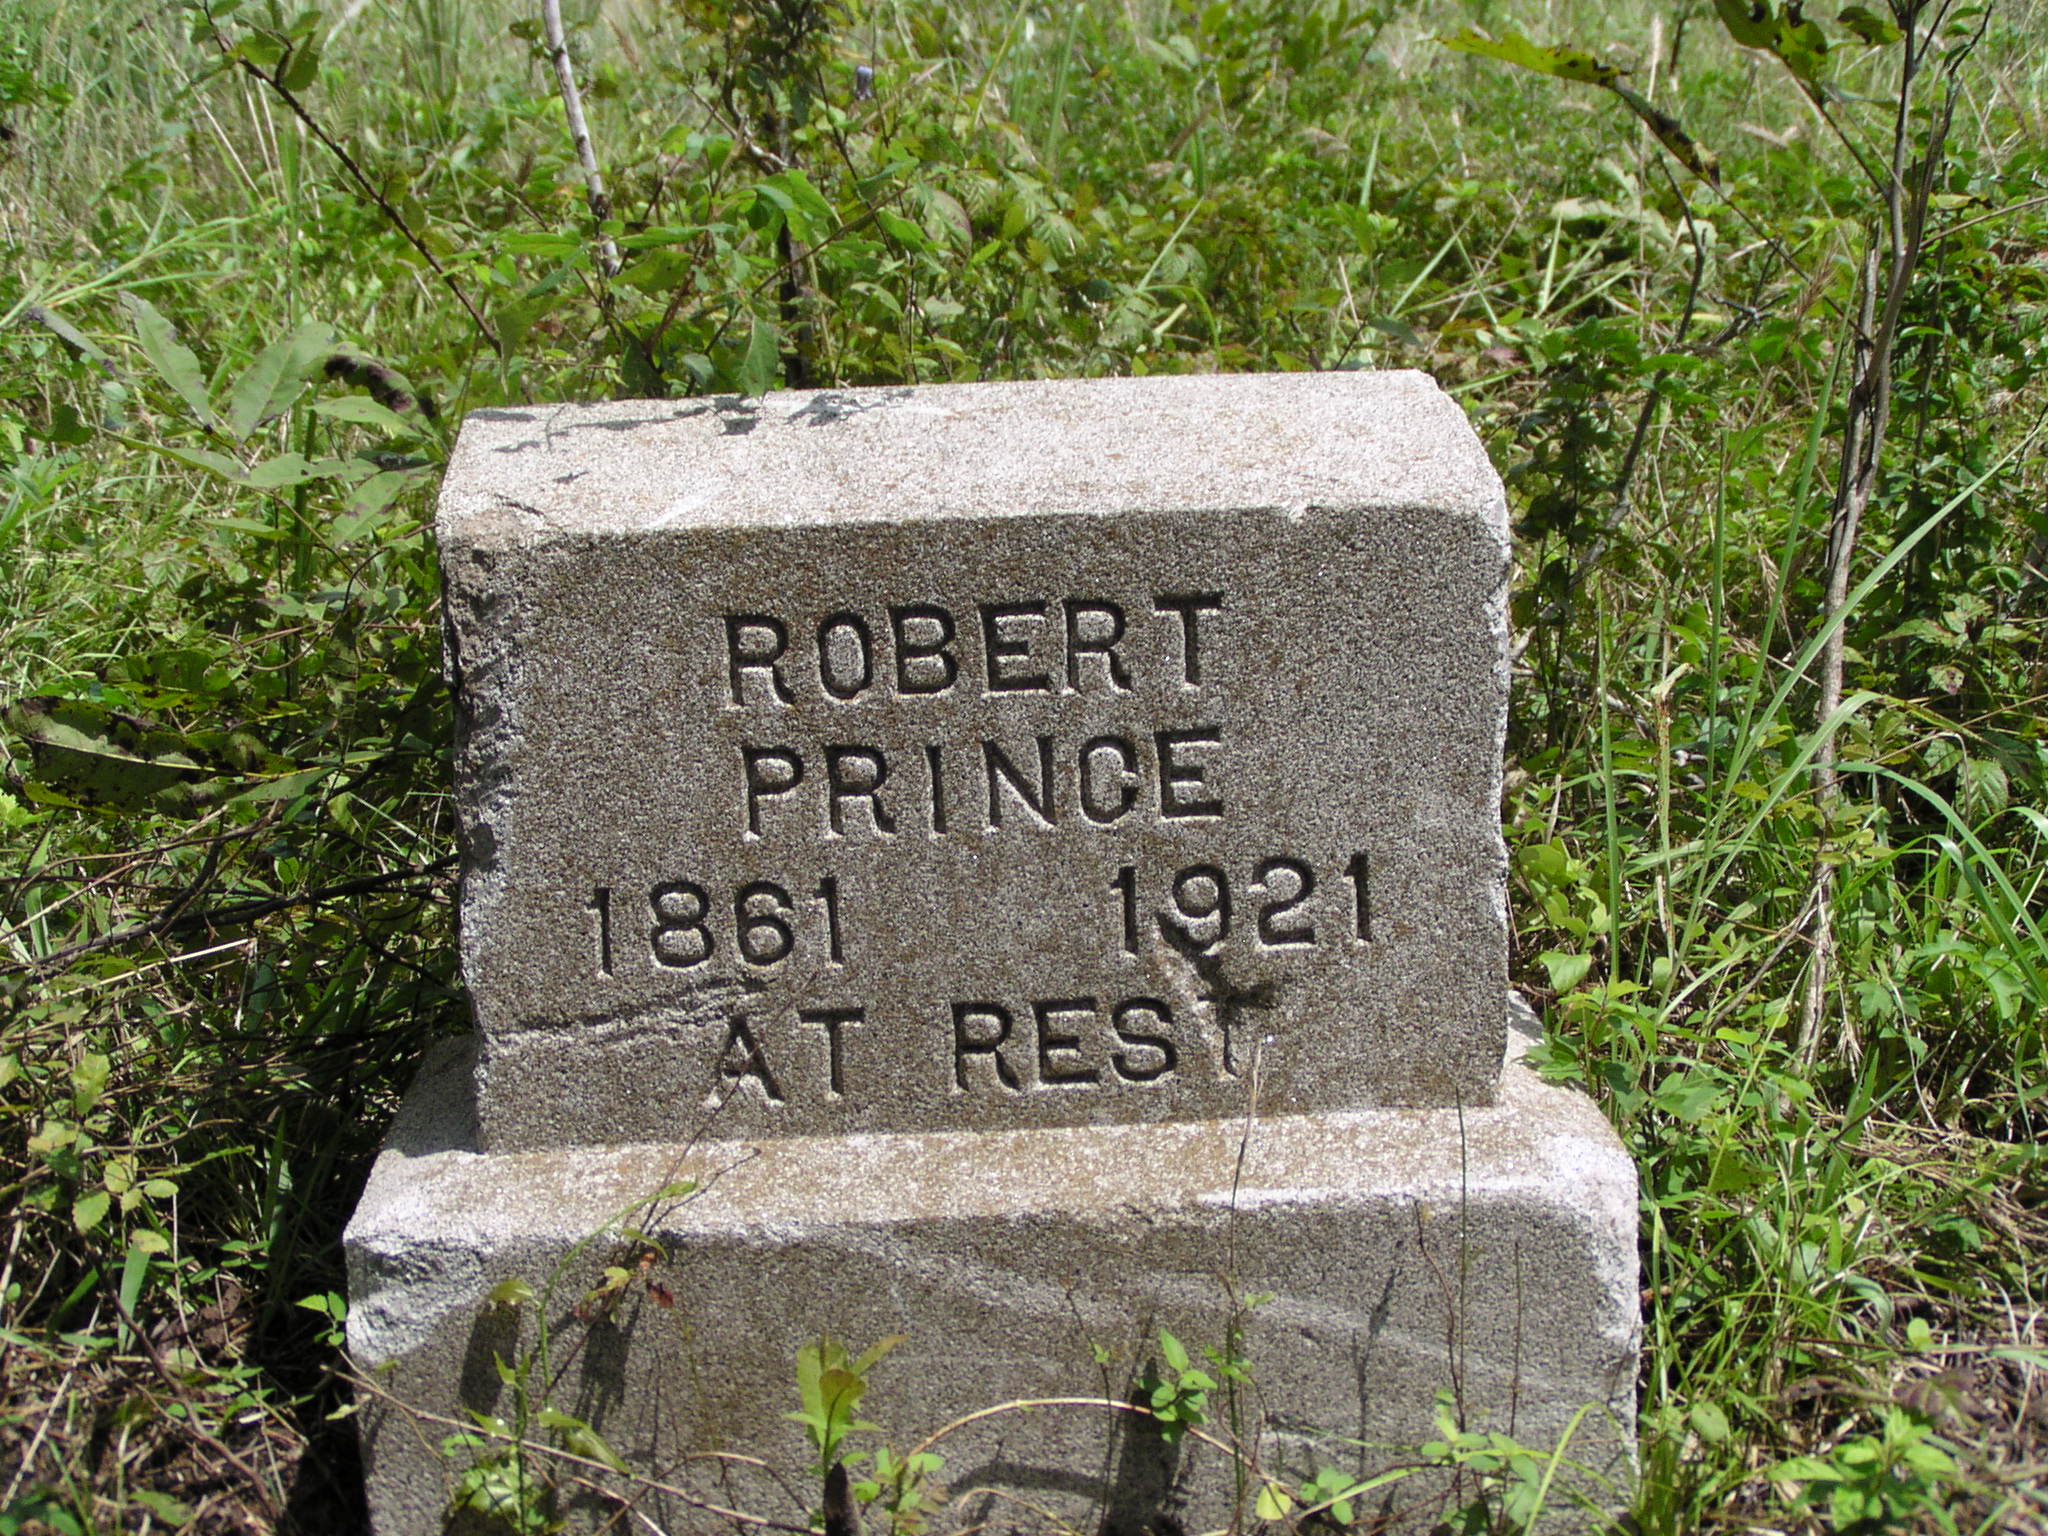 ROBERT
PRINCE
1861 1921
AT REST